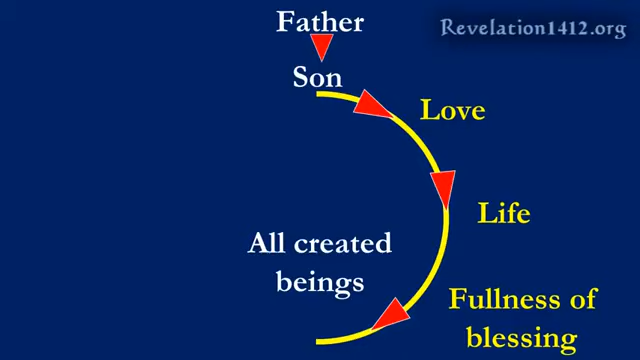 Father
Revelation1412.org
Son
Love
Life
All created
beings
Fullness of
blessing